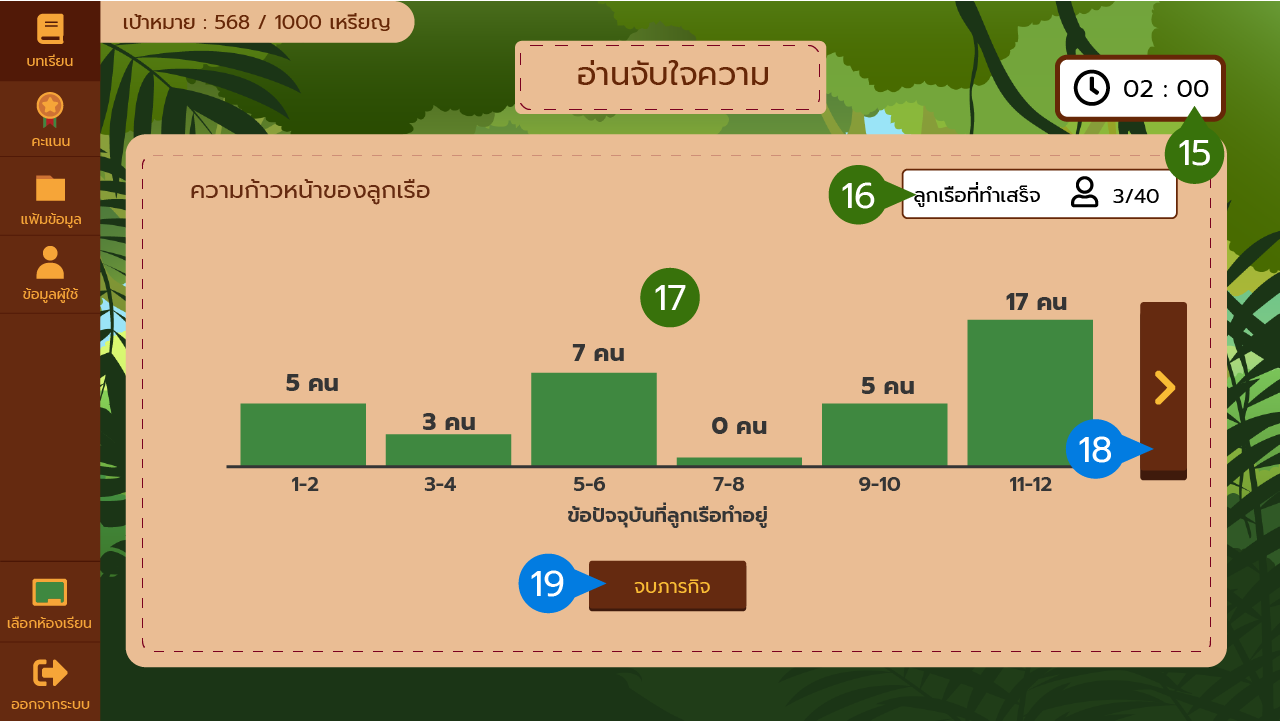 เป้าหมาย : 568 / 1000 เหรียญ
บทเรียน
คะแนน
แฟ้มข้อมูล
ข้อมูลผู้ใช้
เลือกห้องเรียน
ออกจากระบบ
อ่านจับใจความ
02 : 00
15
ความก้าวหน้าของลูกเรือ
16
ลูกเรือที่ทำเสร็จ 3/40
17
5 คน
3 คน
7 คน
0 คน
5 คน
17 คน
18
1-2 3-4 5-6 7-8 9-10 11-12
ข้อปัจจุบันที่ลูกเรือทำอยู่
19
จบภารกิจ